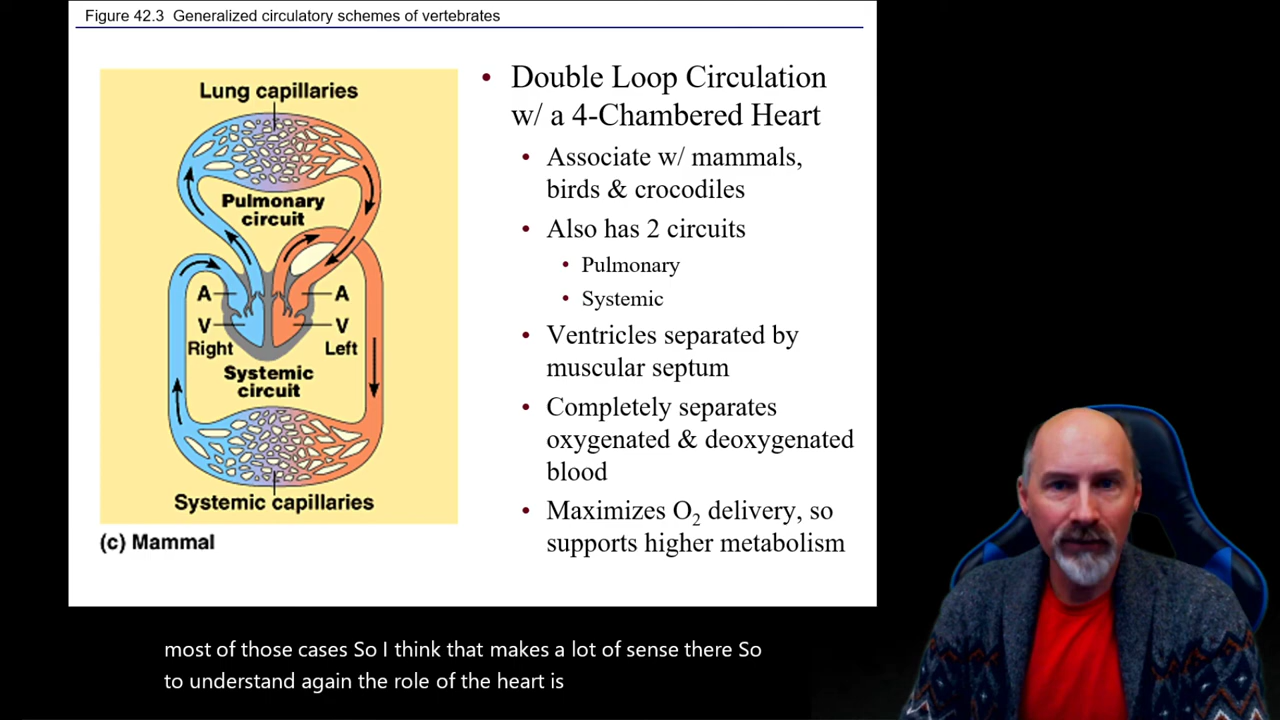 Figure 42.3 Generalized circulatory schemes of vertebrates
Lung capillaries
Pulmonary
circuit
A
A
V
V
Right
Left
Systemic
circuit
Systemic capillaries
(c) Mammal
• Double Loop Circulation
w/ a 4-Chambered Heart
• Associate w/ mammals,
birds & crocodiles
• Also has 2 circuits
• Pulmonary
• Systemic
• Ventricles separated by
muscular septum
• Completely separates
oxygenated & deoxygenated
blood
• Maximizes O₂ delivery, so
supports higher metabolism
most of those cases So I think that makes a lot of sense there So
to understand again the role of the heart is